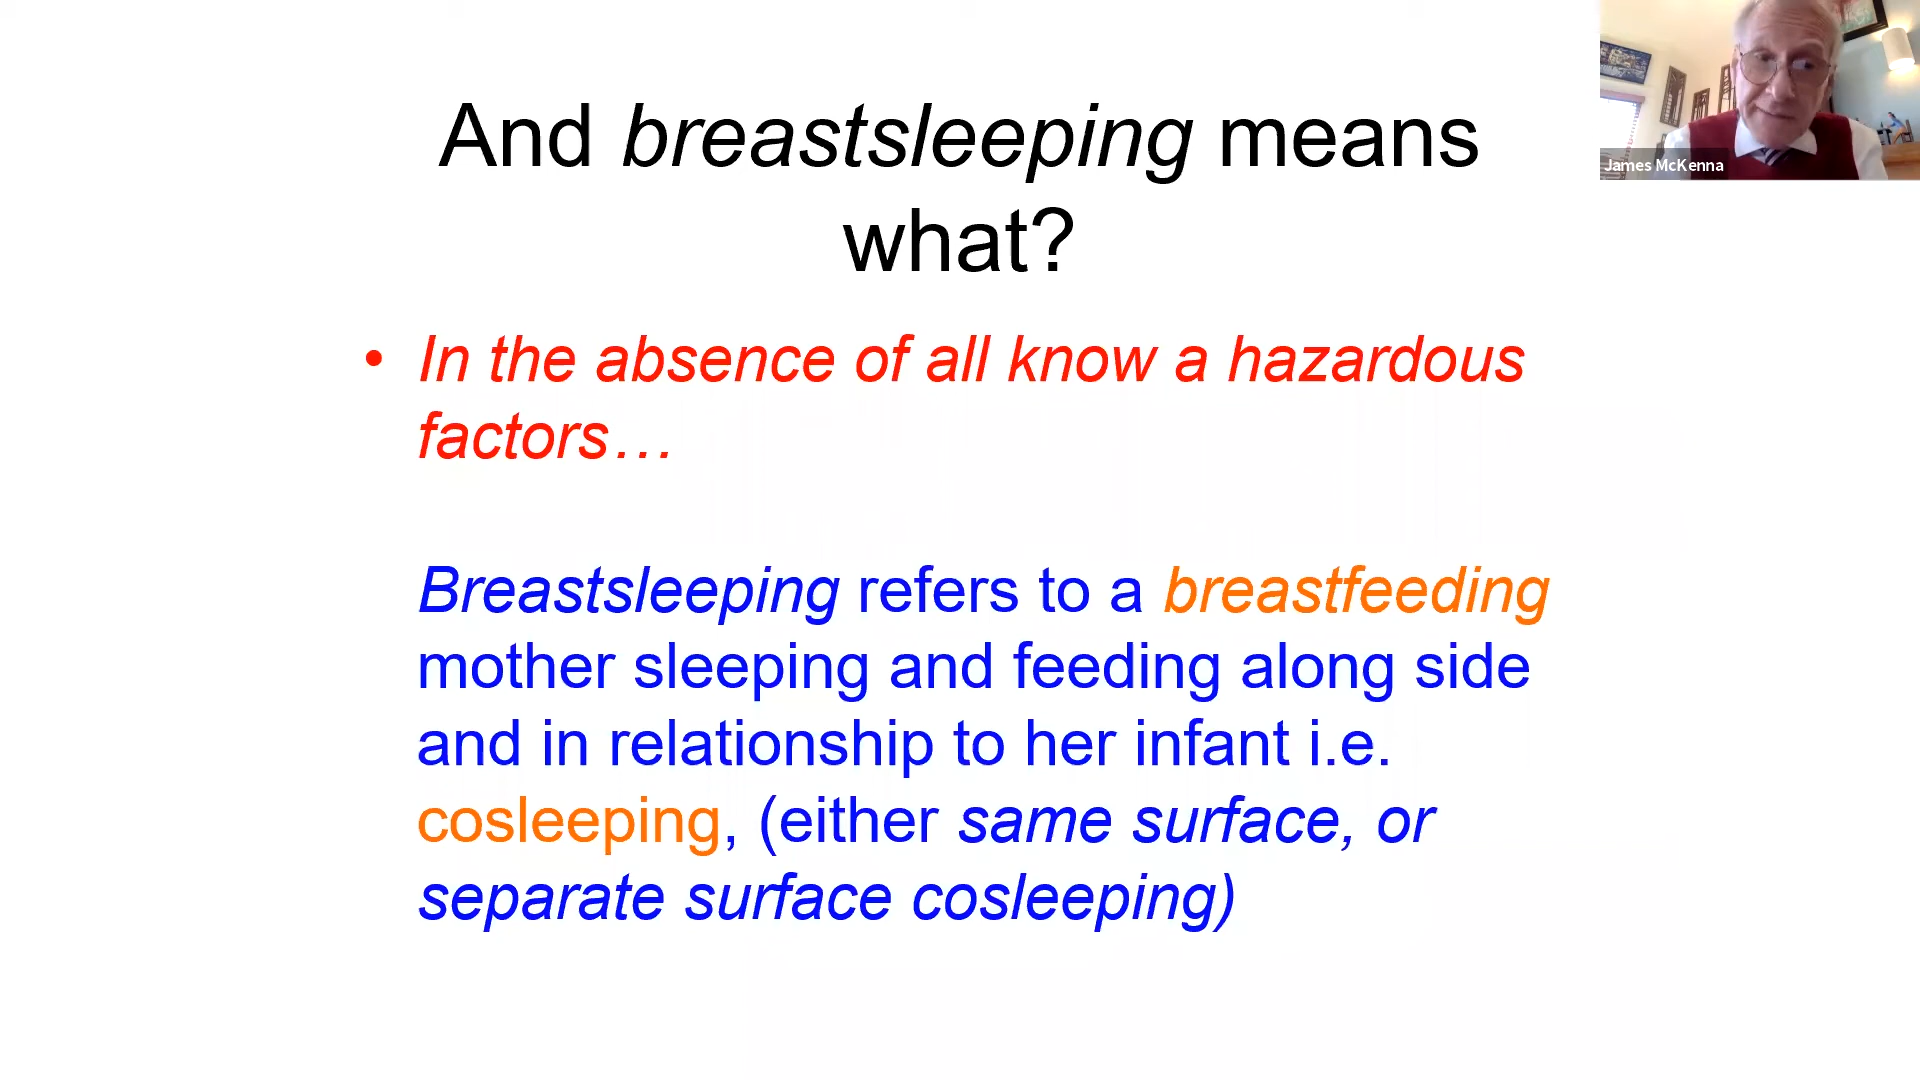 And breastsleeping means
what?
James McKenna
• In the absence of all know a hazardous
factors…
Breastsleeping refers to a breastfeeding
mother sleeping and feeding along side
and in relationship to her infant i.e.
cosleeping, (either same surface, or
separate surface cosleeping)